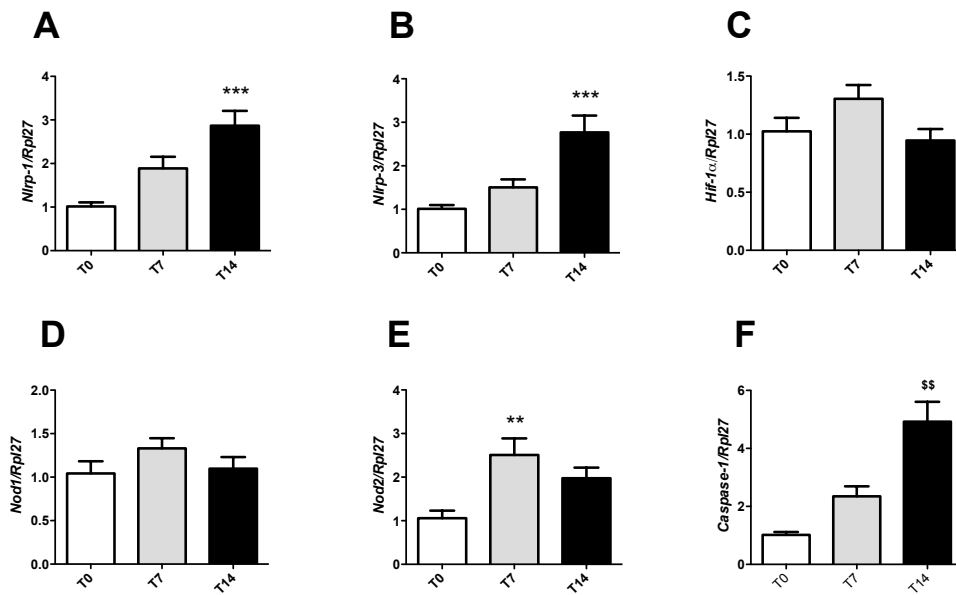 A
Nlrp-1/Rpl27
4
3
2
1
0
***
T0
T7
T14
B
Nlrp-3/Rpl27
4
3
2
1
0
***
T0
T7
T14
C
Hif-1α/Rpl27
1.5
1.0
0.5
0.0
T0
T7
T14
D
Nod1/Rpl27
2.0
1.5
1.0
0.5
0.0
T0
T7
T14
E
Nod2/Rpl27
4
3
2
1
0
**
T0
T7
T14
F
Caspase-1/Rpl27
6
4
2
0
$$
T0
T7
T14